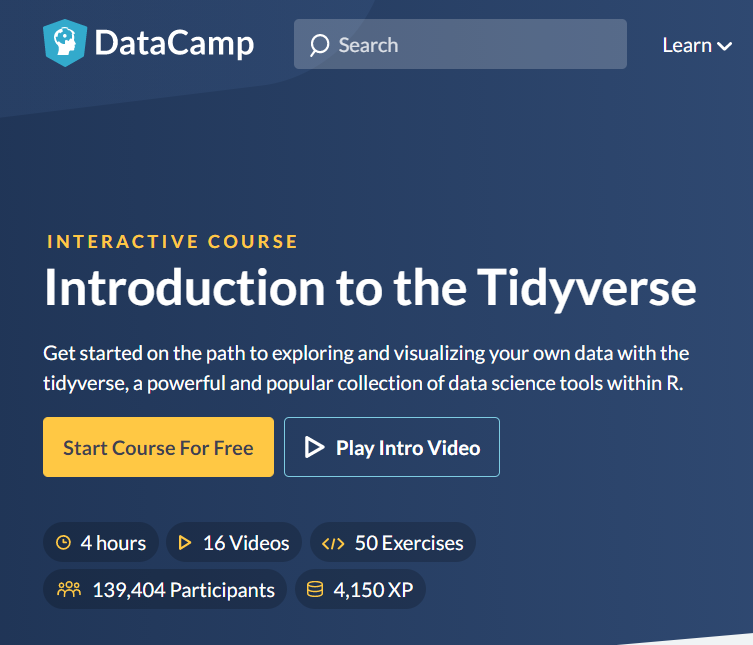 DataCamp
Search
Learn
INTERACTIVE COURSE
Introduction to the Tidyverse
Get started on the path to exploring and visualizing your own data with the
tidyverse, a powerful and popular collection of data science tools within R.
Start Course For Free
Play Intro Video
4 hours
16 Videos
50 Exercises
139,404 Participants
4,150 XP